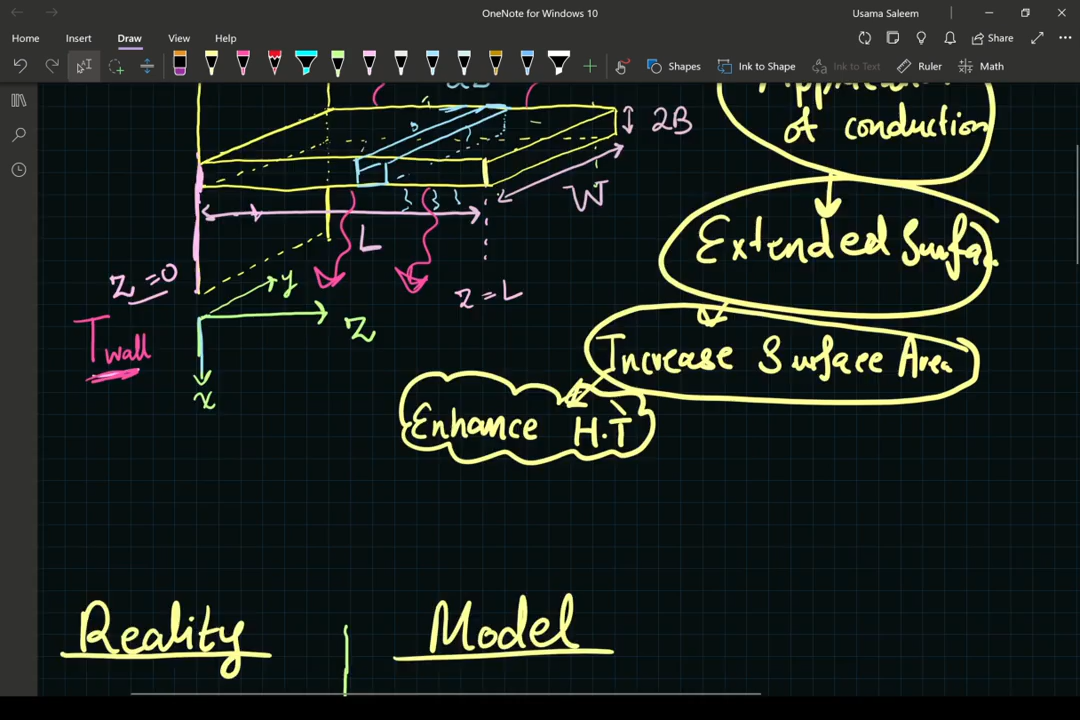 OneNote for Windows 10
Usama Saleem
Home Insert Draw View Help
Share
Shapes Ink to Shape Ink to Text Ruler Math
of conduction
2B
W
L
Extended Surfac
z=0
y
z=L
Z
Twall
x
Increase Surface Area
Enhance H.T
Reality
Model